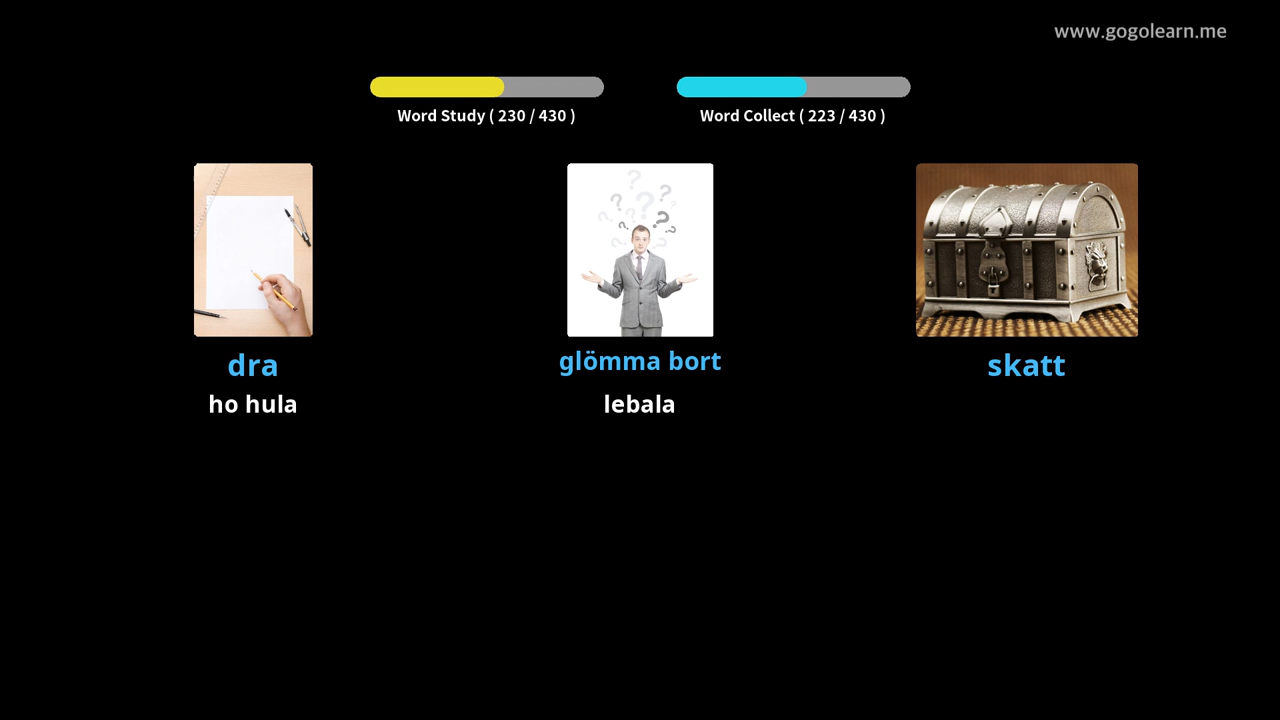 www.gogolearn.me
Word Study ( 230 / 430 )
Word Collect ( 223 / 430 )
dra
ho hula
glömma bort
lebala
skatt